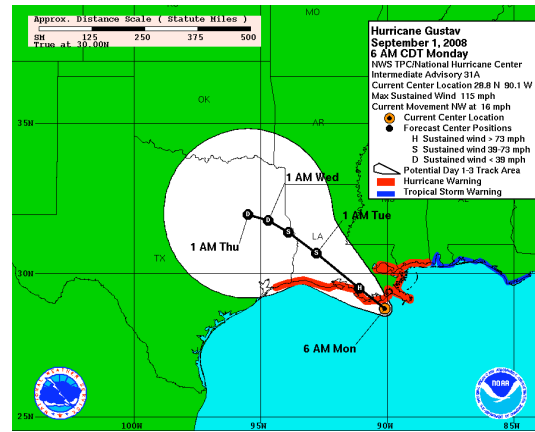 Approx. Distance Scale ( Statute Miles )
SM 125 250 375 500
True at 30.00N
Hurricane Gustav
September 1, 2008
6 AM CDT Monday
NWS TPC/National Hurricane Center
Intermediate Advisory 31A
Current Center Location 28.8 N 90.1 W
Max Sustained Wind 115 mph
Current Movement NW at 16 mph
Current Center Location
Forecast Center Positions
H Sustained wind > 73 mph
S Sustained wind 39-73 mph
D Sustained wind < 39 mph
Potential Day 1-3 Track Area
Hurricane Warning
Tropical Storm Warning
MO
OK
AR
35N
1 AM Wed
D
D
S
1 AM Tue
LA
S
1 AM Thu
TX
30N
H
6 AM Mon
NOAA
25N
100W
95W
90W
85W